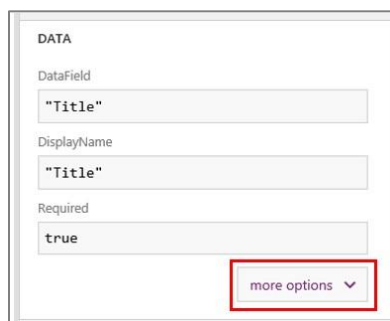 DATA
DataField
"Title"
DisplayName
"Title"
Required
true
more options